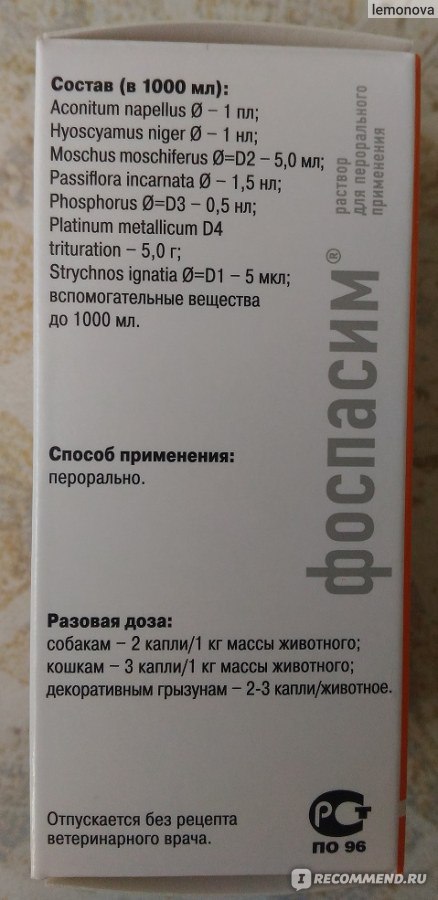 lemonova
Состав (в 1000 мл):
Aconitum napellus Ø – 1 пл;
Hyoscyamus niger Ø – 1 нл;
Moschus moschiferus Ø=D2 – 5,0 мл;
Passiflora incarnata Ø – 1,5 нл;
Phosphorus Ø=D3 – 0,5 нл;
Platinum metallicum D4
trituration – 5,0 г;
Strychnos ignatia Ø=D1 – 5 мкл;
вспомогательные вещества
до 1000 мл.
Способ применения:
перорально.
Разовая доза:
собакам – 2 капли/1 кг массы животного;
кошкам – 3 капли/1 кг массы животного;
декоративным грызунам – 2-3 капли/животное.
Отпускается без рецепта
ветеринарного врача.
РСТ
ПО 96
фоспасим®
раствор
для перорального
применения
I RECOMMEND.RU